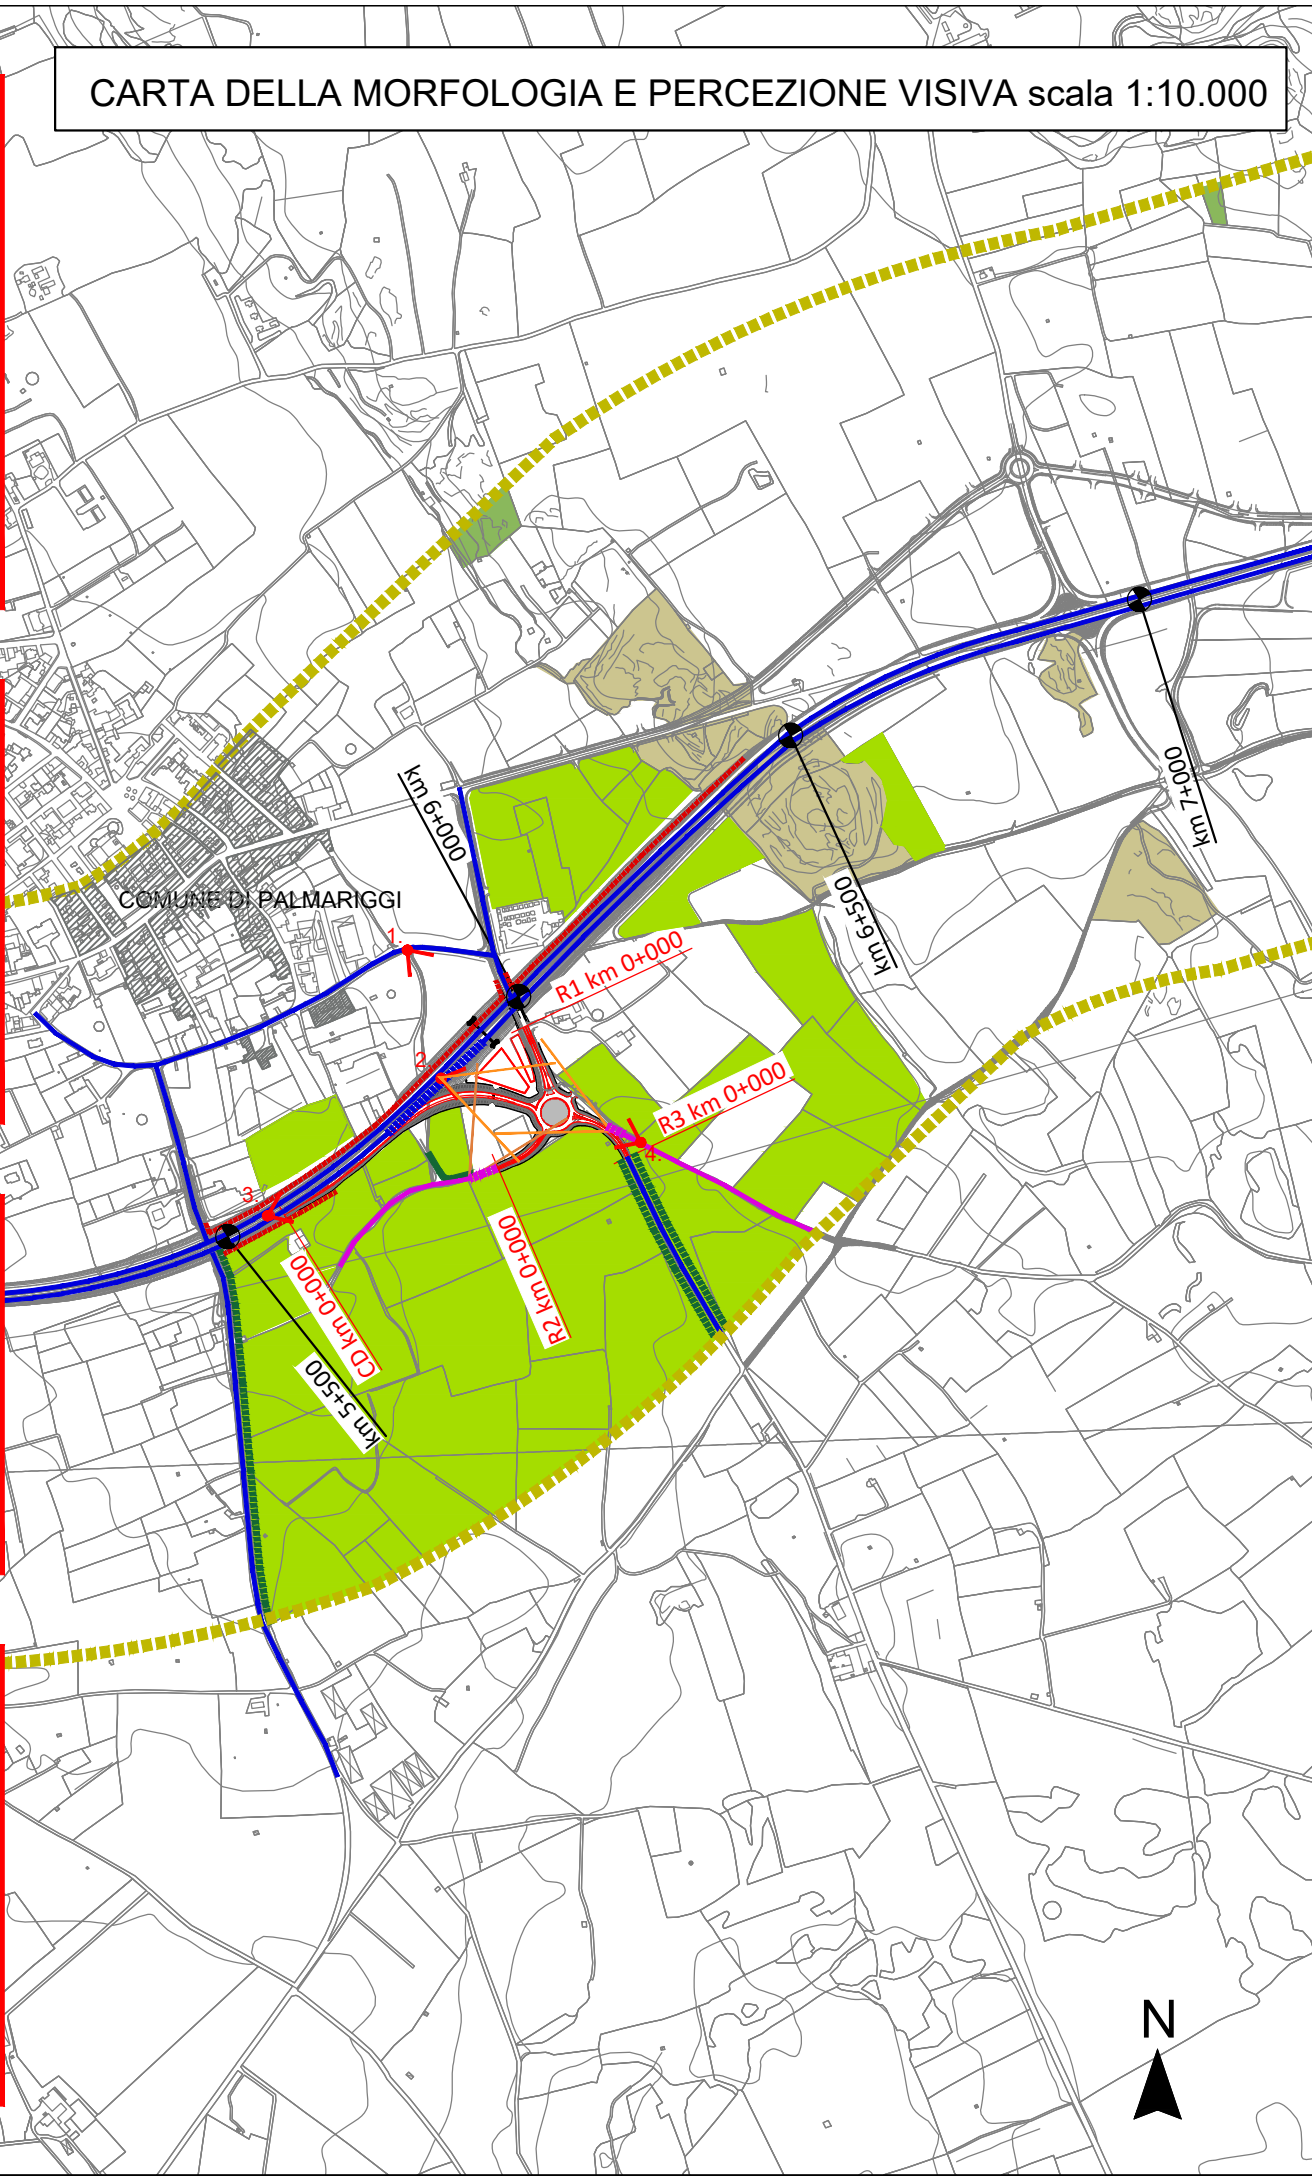 CARTA DELLA MORFOLOGIA E PERCEZIONE VISIVA scala 1:10.000
km 7+000
km 6+000
COMUNE DI PALMARIGGI
km 6+500
1.
R1 km 0+000
2.
R3 km 0+000
4.
3.
R2 km 0+000
CD km 0+000
km 5+500
N